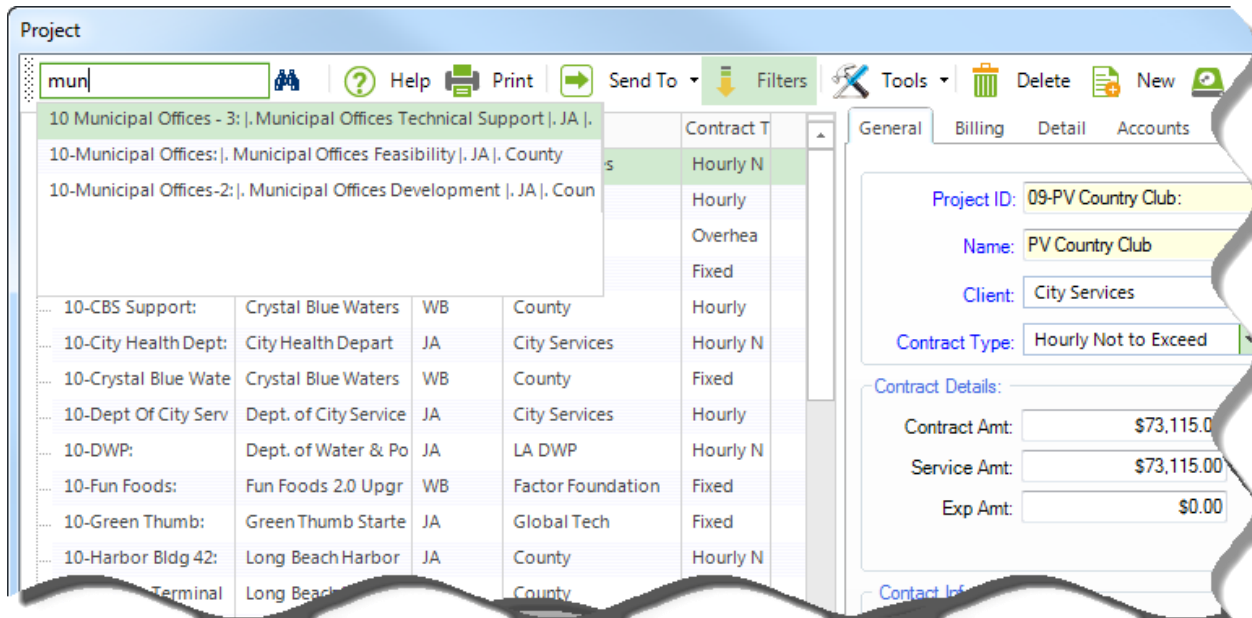 Project
mun Help Print Send To Filters Tools Delete New
10 Municipal Offices - 3: |. Municipal Offices Technical Support |. JA |.
10-Municipal Offices: |. Municipal Offices Feasibility |. JA |. County
10-Municipal Offices-2: |. Municipal Offices Development |. JA |. Coun
Contract T
Hourly N
Hourly
Overhea
Fixed
10-CBS Support: Crystal Blue Waters WB County Hourly
10-City Health Dept: City Health Depart JA City Services Hourly N
10-Crystal Blue Wate Crystal Blue Waters WB County Fixed
10-Dept Of City Serv Dept. of City Service JA City Services Hourly
10-DWP: Dept. of Water & Po JA LA DWP Hourly N
10-Fun Foods: Fun Foods 2.0 Upgr WB Factor Foundation Fixed
10-Green Thumb: Green Thumb Starte JA Global Tech Fixed
10-Harbor Bldg 42: Long Beach Harbor JA County Hourly N
Terminal Long Beach County
General Billing Detail Accounts
Project ID: 09-PV Country Club:
Name: PV Country Club
Client: City Services
Contract Type: Hourly Not to Exceed
Contract Details:
Contract Amt: $73,115.0
Service Amt: $73,115.00
Exp Amt: $0.00
Contact